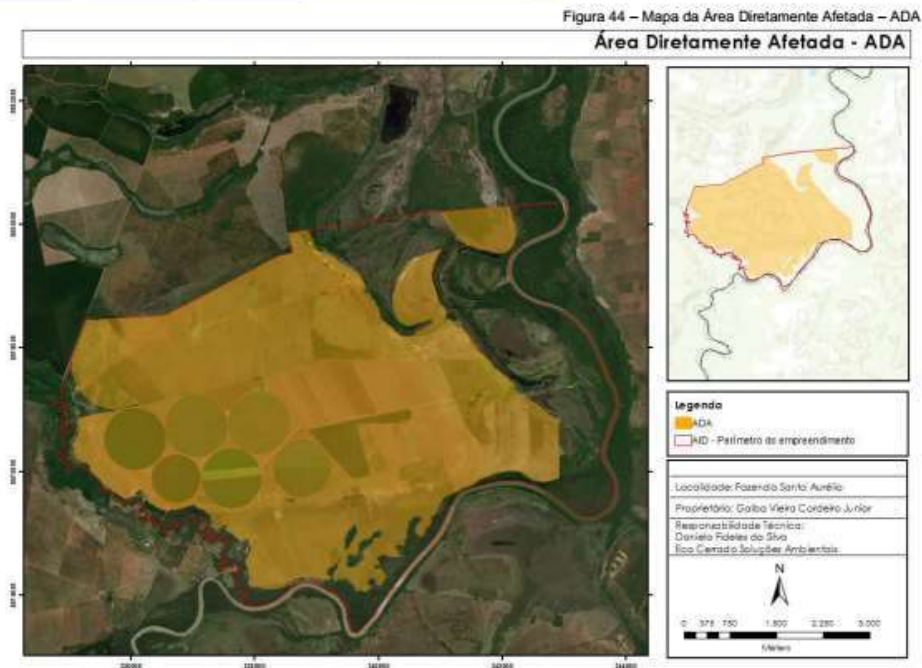 Figura 44 – Mapa da Área Diretamente Afetada – ADA
Área Diretamente Afetada - ADA
Legenda
ADA
AID - Perímetro do empreendimento
Localidade: Fazenda Santo Aurélio
Proprietário: Galba Vieira Cordeiro Junior
Responsabilidade Técnica:
Daniela Fideles da Silva
Eco Cerrado Soluções Ambientais
N
0 375 750 1.500 2.250 3.000
Meters